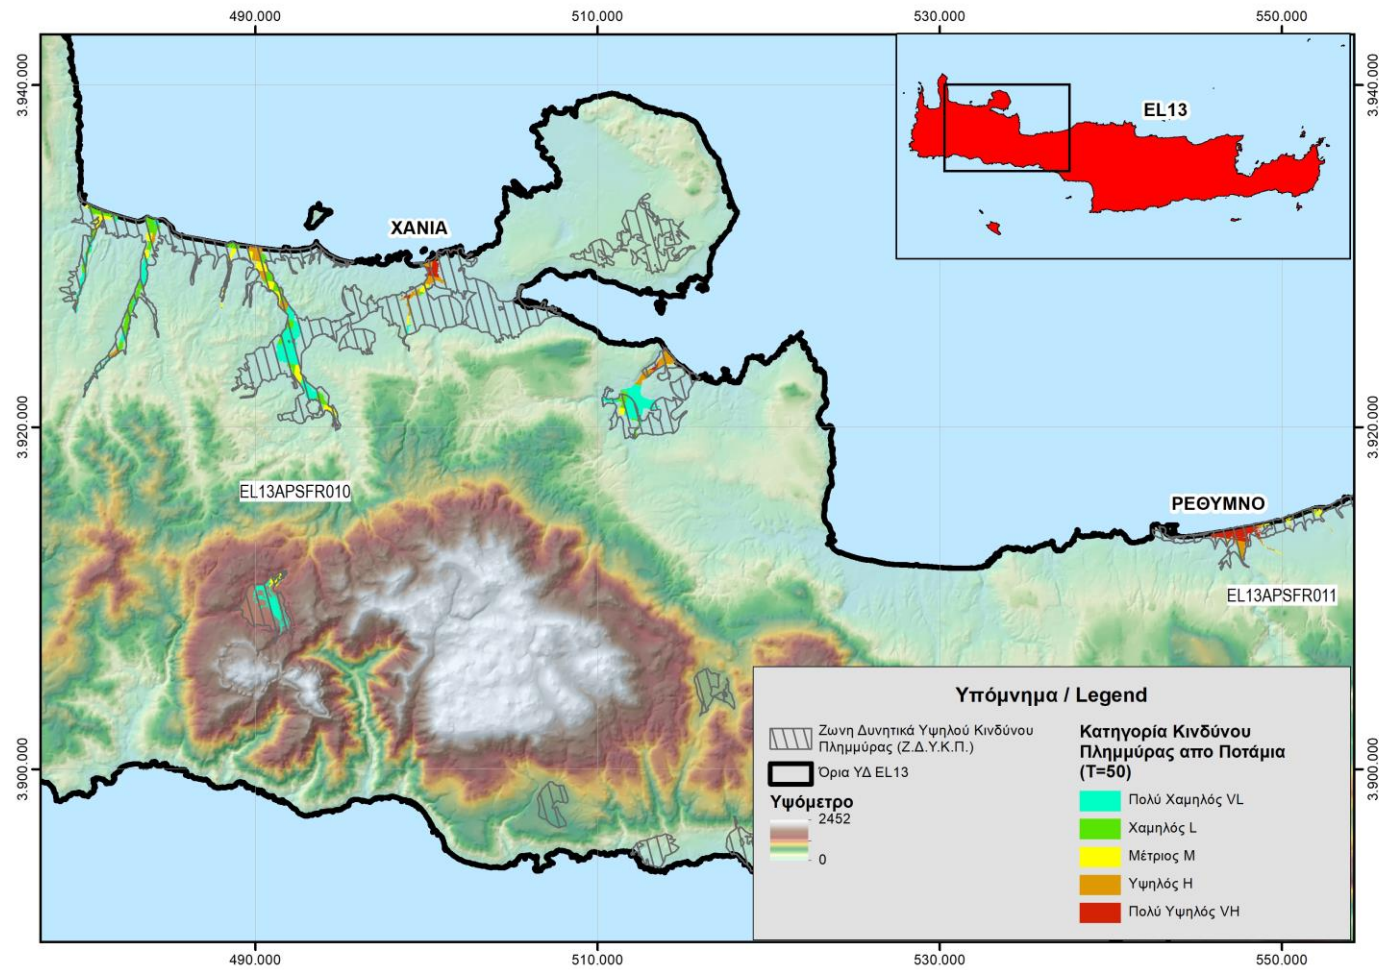 490.000 510.000 530.000 550.000
3.940.000 3.940.000
EL13
ΧΑΝΙΑ
3.920.000 3.920.000
EL13APSFR010
ΡΕΘΥΜΝΟ
EL13APSFR011
Υπόμνημα / Legend
Ζωνη Δυνητικά Υψηλού Κινδύνου
Πλημμύρας (Ζ.Δ.Υ.Κ.Π.)
Όρια ΥΔ EL13
Υψόμετρο
2452
0
Κατηγορία Κινδύνου
Πλημμύρας απο Ποτάμια
(Τ=50)
Πολύ Χαμηλός VL
Χαμηλός L
Μέτριος M
Υψηλός H
Πολύ Υψηλός VH
3.900.000 3.900.000
490.000 510.000 530.000 550.000